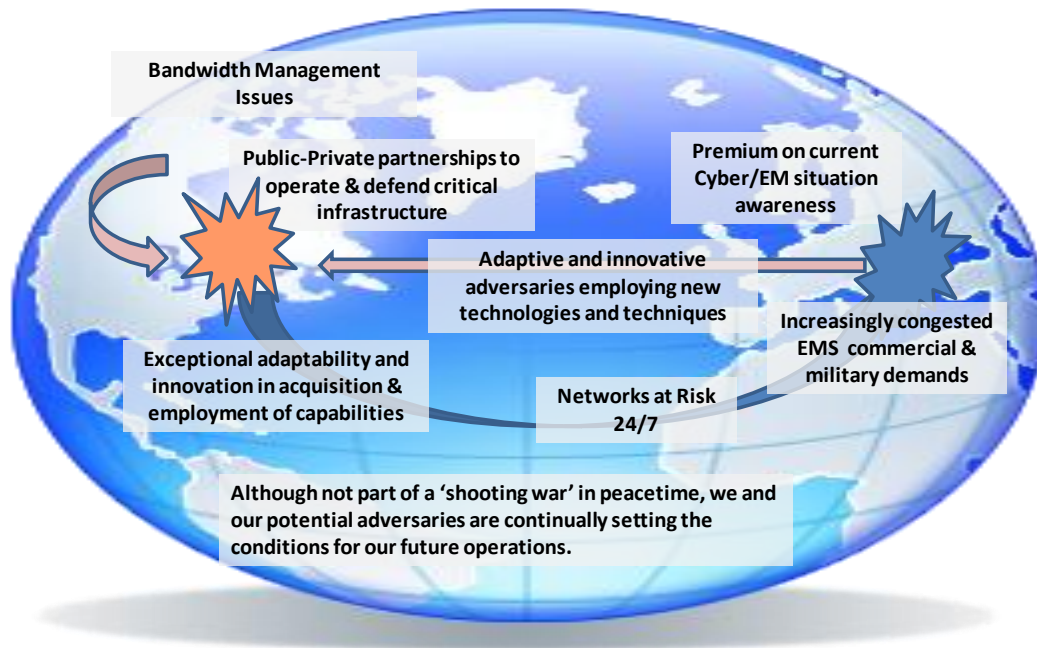 Bandwidth Management
Issues
Public-Private partnerships to
operate & defend critical
infrastructure
Premium on current
Cyber/EM situation
awareness
Adaptive and innovative
adversaries employing new
technologies and techniques
Increasingly congested
EMS commercial &
military demands
Exceptional adaptability and
innovation in acquisition &
employment of capabilities
Networks at Risk
24/7
Although not part of a ‘shooting war’ in peacetime, we and
our potential adversaries are continually setting the
conditions for our future operations.